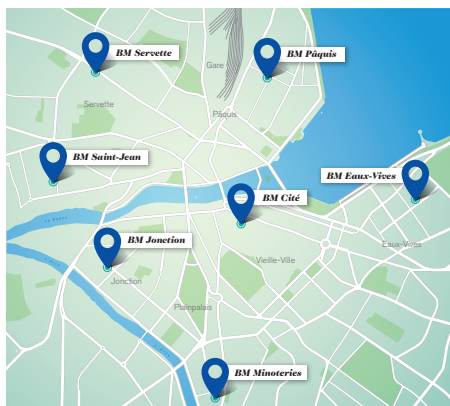 BM Servette
BM Pâquis
Gare
Servette
Pâquis
BM Saint-Jean
BM Eaux-Vives
BM Cité
BM Jonction
Eaux-Vives
Vieille-Ville
Jonction
Plainpalais
BM Minoteries